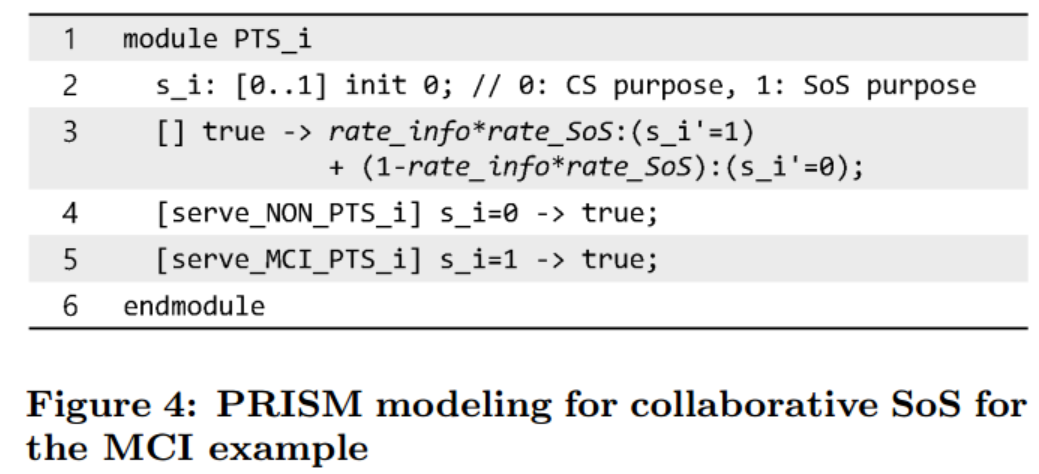 1 module PTS_i
2 s_i: [0..1] init 0; // 0: CS purpose, 1: SoS purpose
3 [] true -> rate_info*rate_SoS:(s_i'=1)
+ (1-rate_info*rate_SoS):(s_i'=0);
4 [serve_NON_PTS_i] s_i=0 -> true;
5 [serve_MCI_PTS_i] s_i=1 -> true;
6 endmodule
Figure 4: PRISM modeling for collaborative SoS for
the MCI example